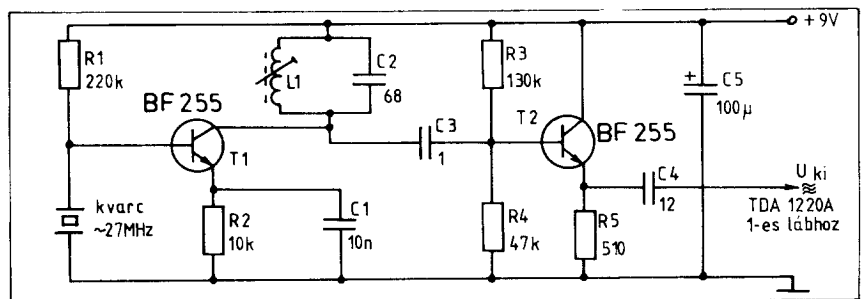 +9V
R1
220k
BF 255
T1
L1
C2
68
R3
130k
C5
+
100µ
T2
BF 255
C3
1
C4
12
U ki
TDA 1220A
1-es lábhoz
kvarc
~27MHz
R2
10k
C1
10n
R4
47k
R5
510